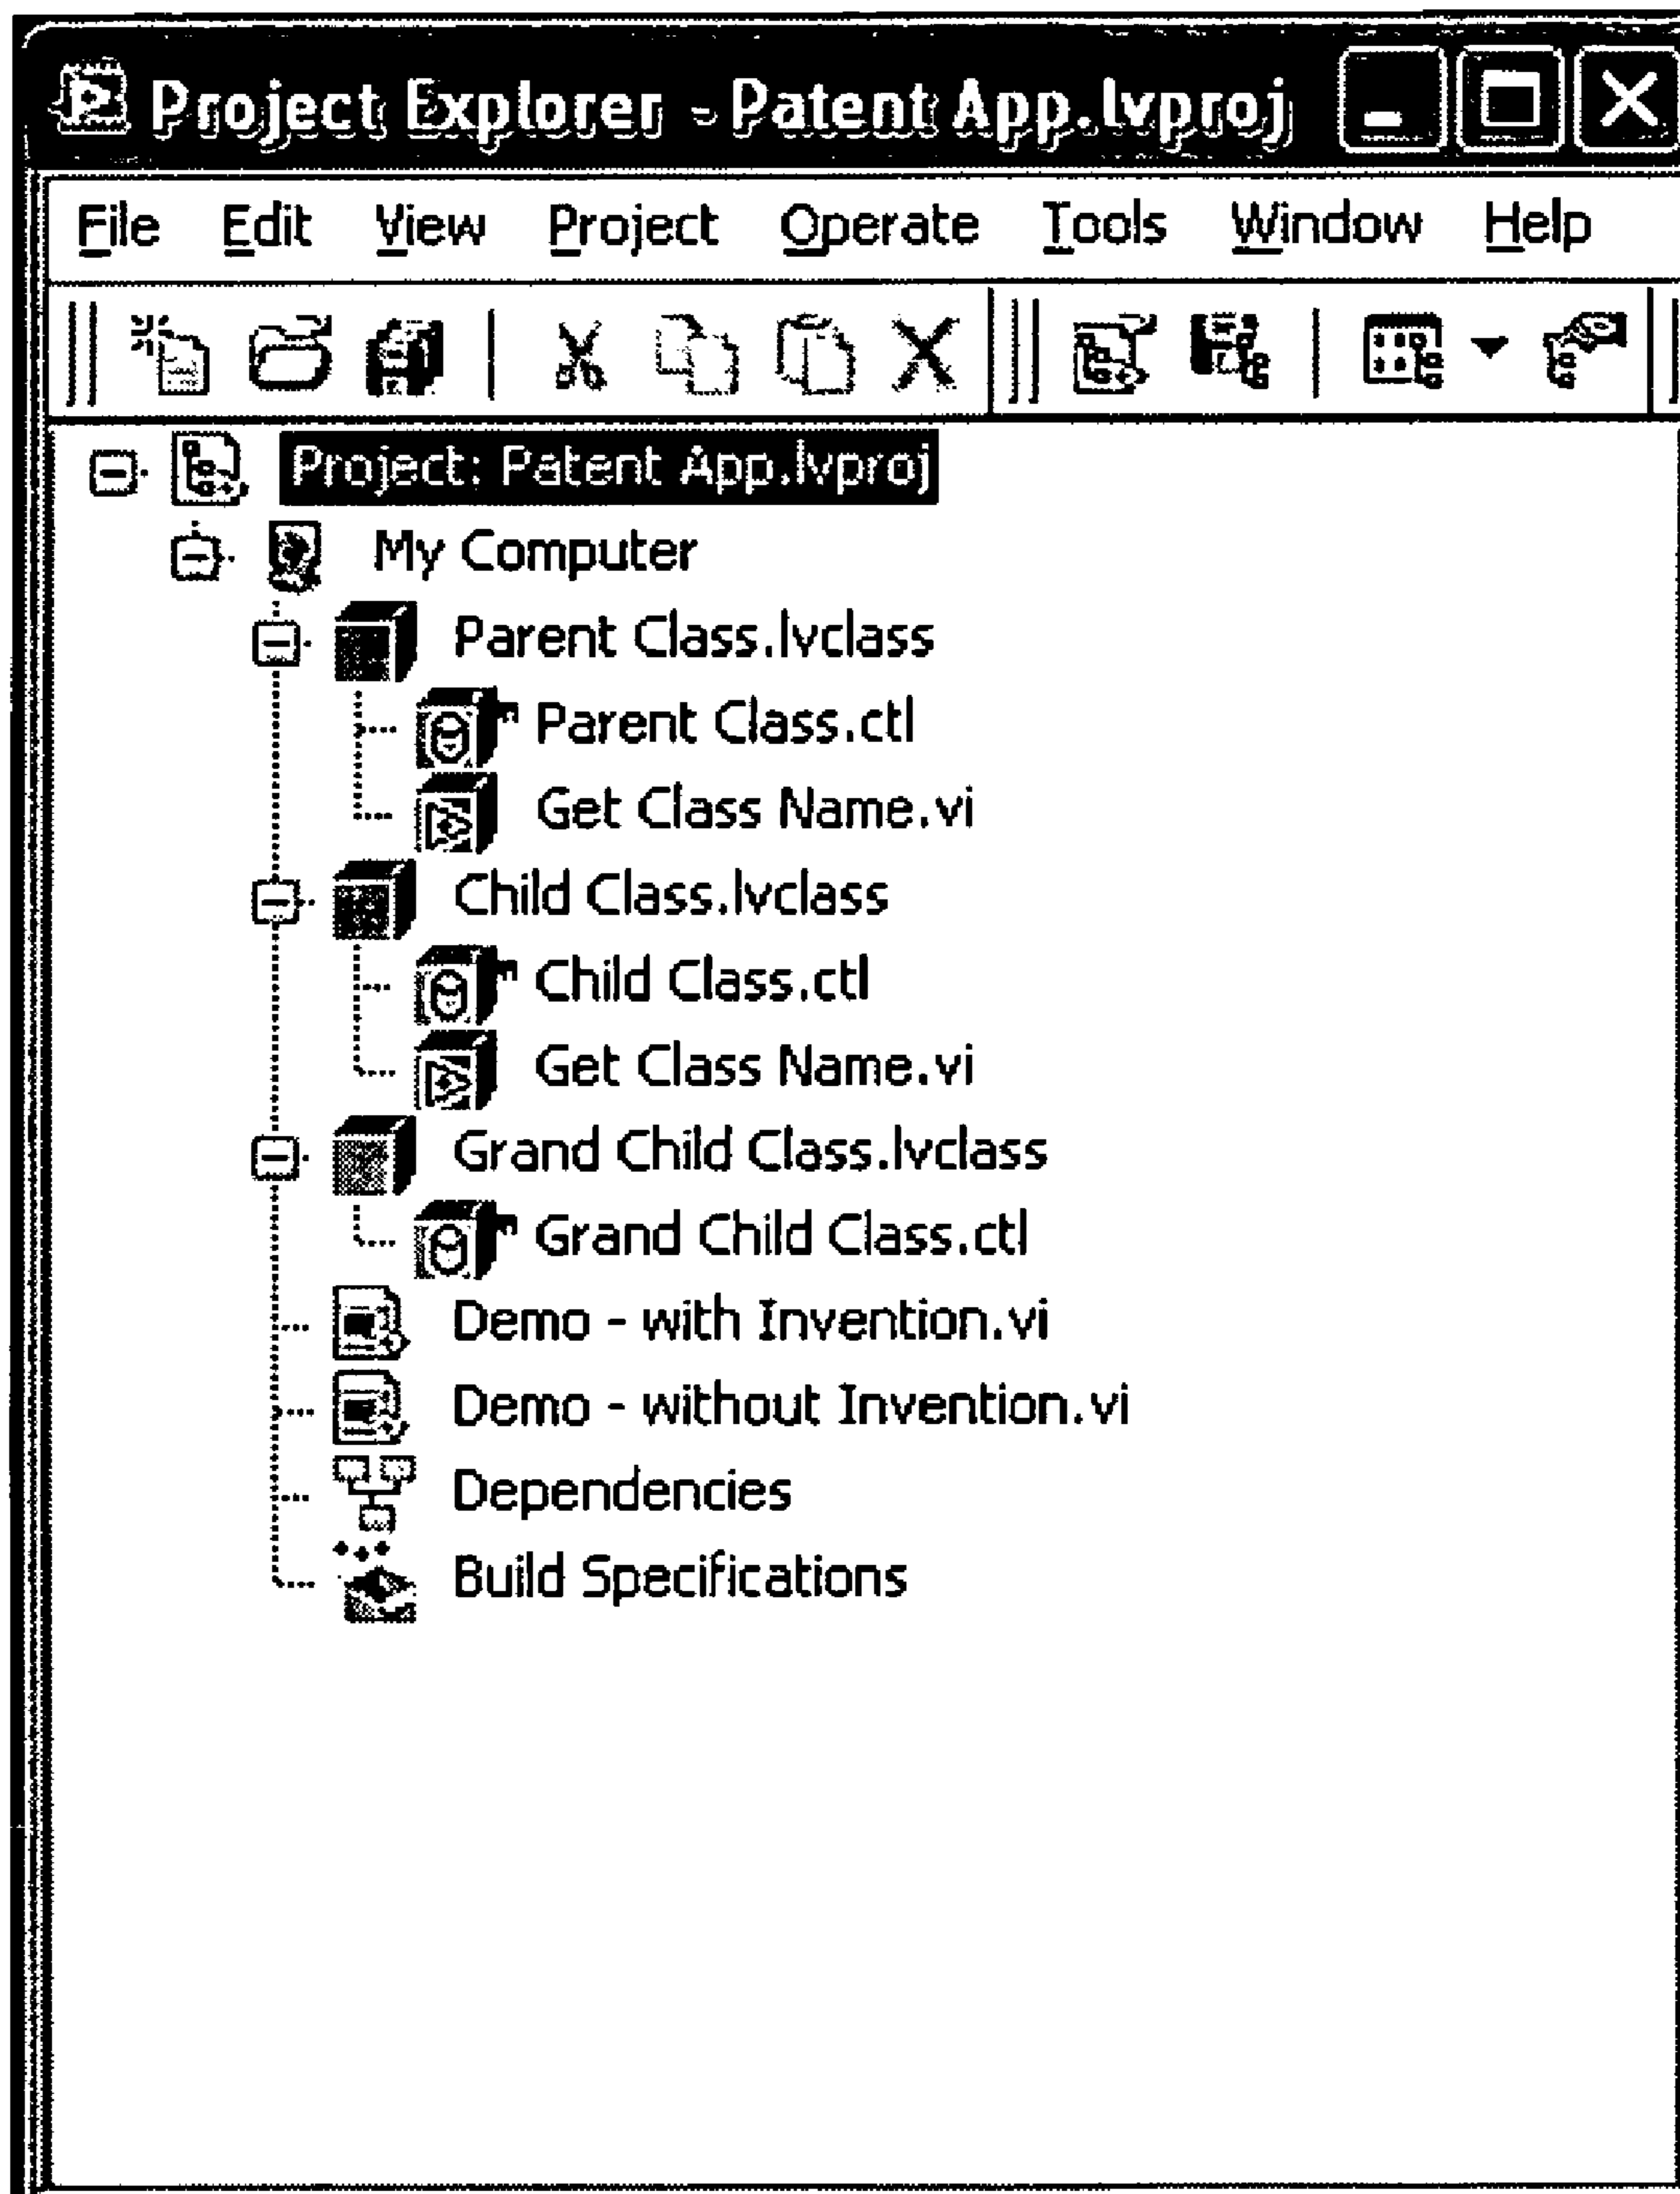 Project Explorer - Patent App.lvproj
File Edit View Project Operate Tools Window Help
Project: Patent App.lvproj
My Computer
Parent Class.lvclass
Parent Class.ctl
Get Class Name.vi
Child Class.lvclass
Child Class.ctl
Get Class Name.vi
Grand Child Class.lvclass
Grand Child Class.ctl
Demo - with Invention.vi
Demo - without Invention.vi
Dependencies
Build Specifications